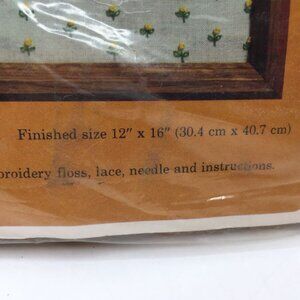 Finished size 12" x 16" (30.4 cm x 40.7 cm)
broidery floss, lace, needle and instructions.